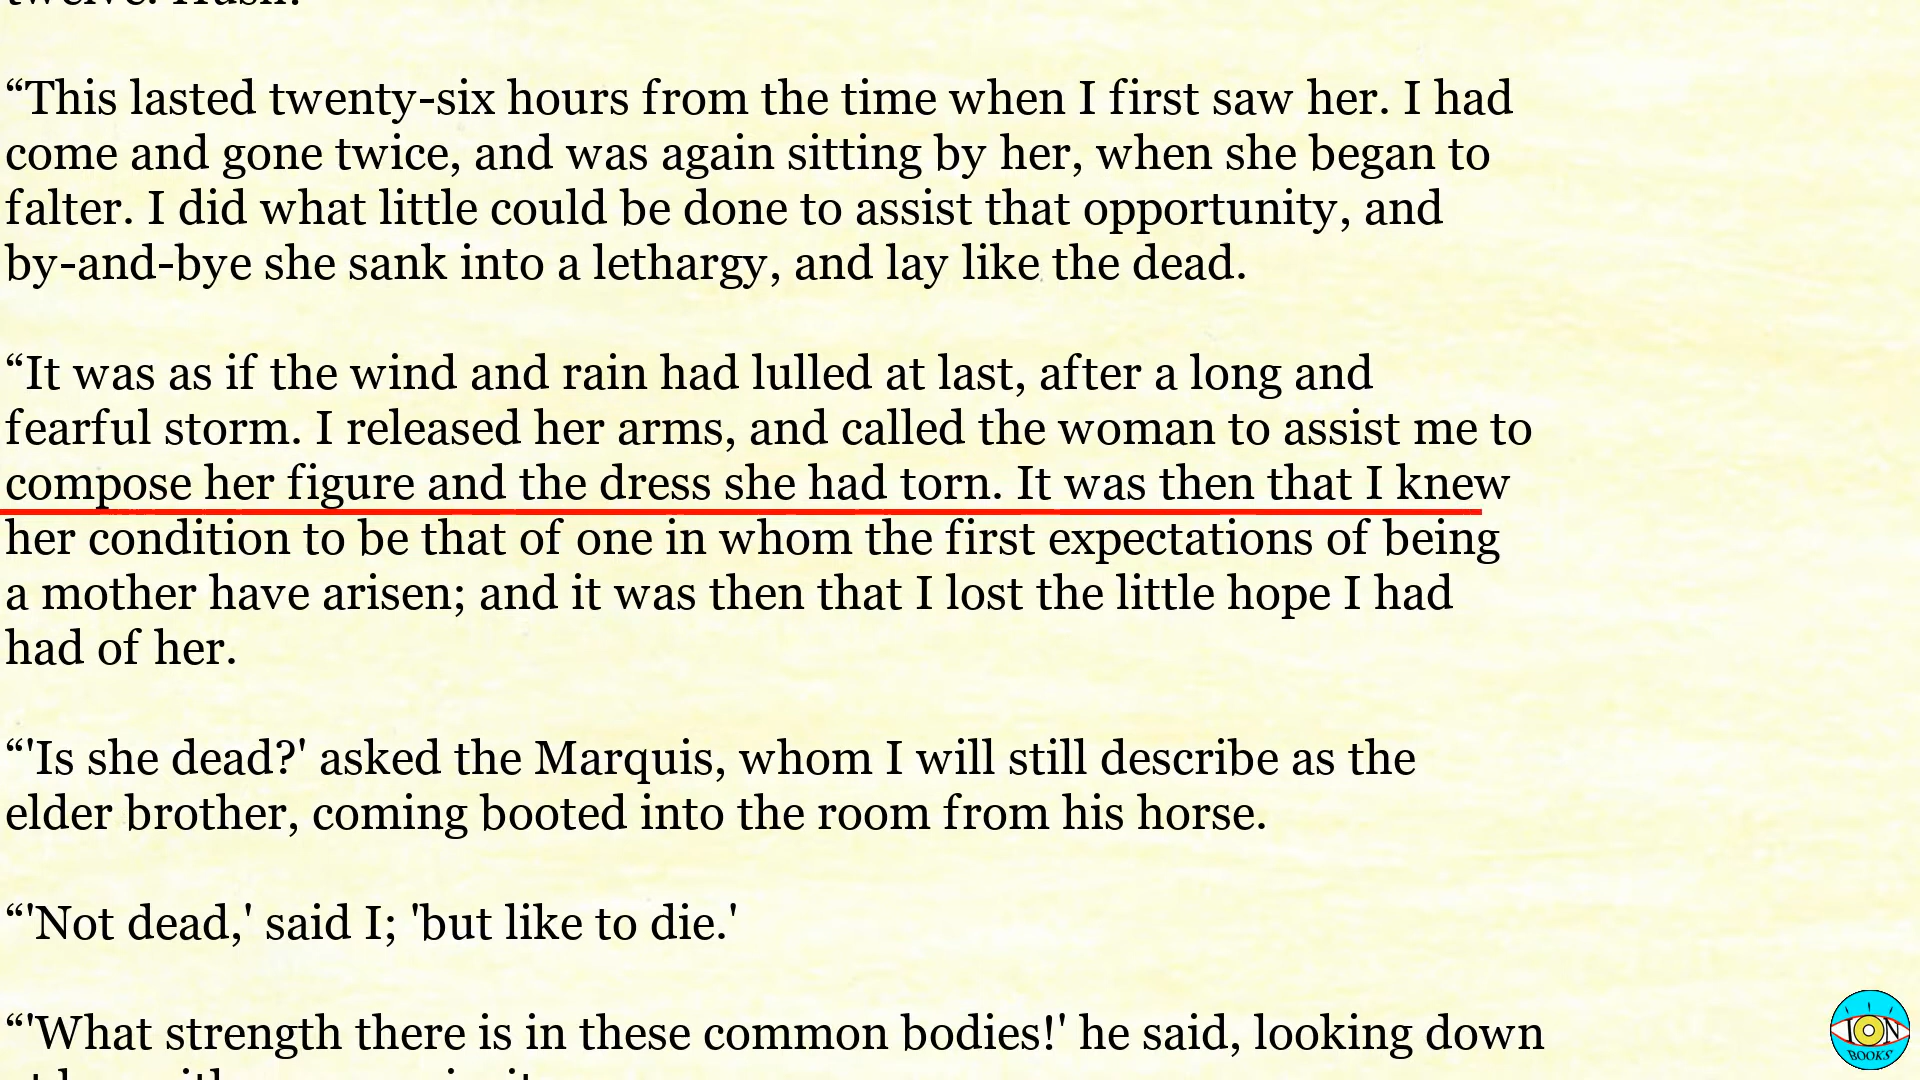 twelve. Hush!
“This lasted twenty-six hours from the time when I first saw her. I had
come and gone twice, and was again sitting by her, when she began to
falter. I did what little could be done to assist that opportunity, and
by-and-bye she sank into a lethargy, and lay like the dead.
“It was as if the wind and rain had lulled at last, after a long and
fearful storm. I released her arms, and called the woman to assist me to
compose her figure and the dress she had torn. It was then that I knew
her condition to be that of one in whom the first expectations of being
a mother have arisen; and it was then that I lost the little hope I had
had of her.
“'Is she dead?' asked the Marquis, whom I will still describe as the
elder brother, coming booted into the room from his horse.
“'Not dead,' said I; 'but like to die.'
“'What strength there is in these common bodies!' he said, looking down
ION
BOOKS